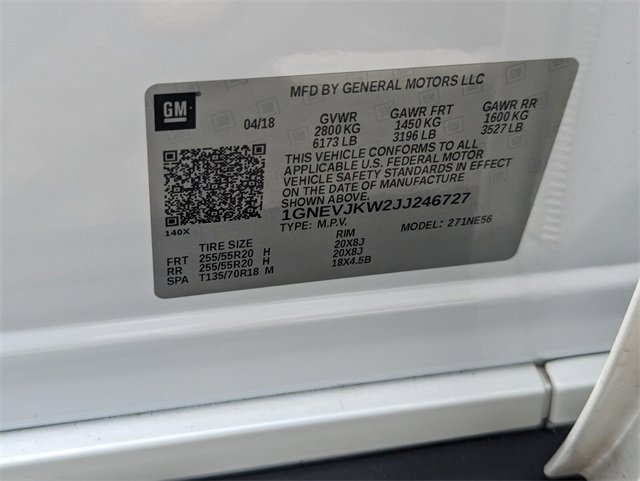 MFD BY GENERAL MOTORS LLC
GM
04/18
GVWR GAWR FRT GAWR RR
2800 KG 1450 KG 1600 KG
6173 LB 3196 LB 3527 LB
THIS VEHICLE CONFORMS TO ALL
APPLICABLE U.S. FEDERAL MOTOR
VEHICLE SAFETY STANDARDS IN EFFECT
ON THE DATE OF MANUFACTURE
SHOWN ABOVE.
1GNEVJKW2JJ246727
TYPE: M.P.V. MODEL: 271NE56
140X
TIRE SIZE RIM
FRT 255/55R20 H 20X8J
RR 255/55R20 H 20X8J
SPA T135/70R18 M 18X4.5B